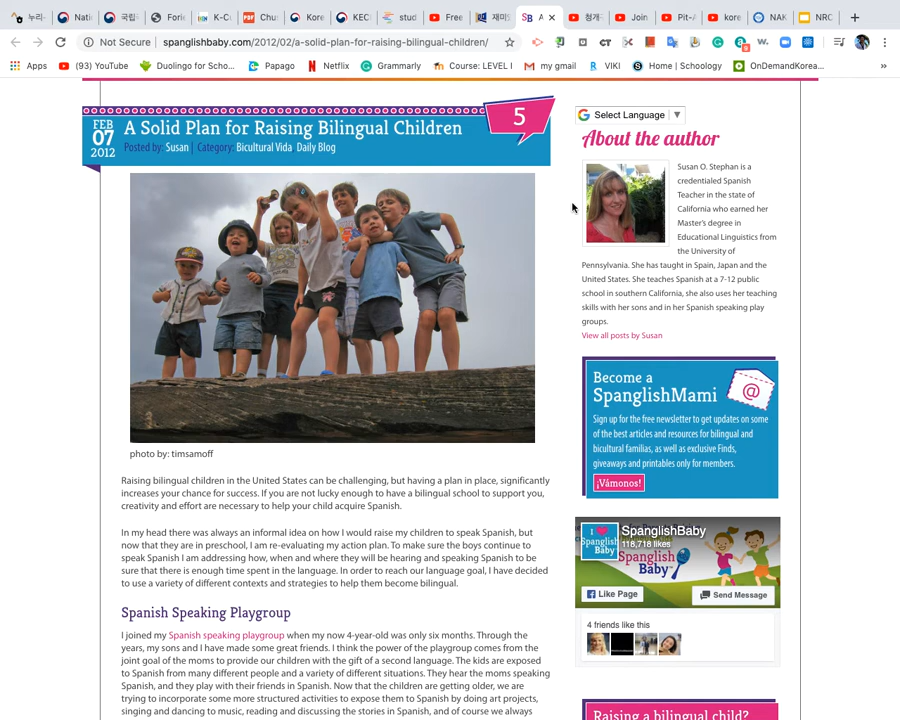 누리-
Natio
국립
Forio
K-Cu
Chus
Kore
KEC
stud
Free
재미S
A
청개구
Join
Pit-A
kore
NAK
NRC
Not Secure
spanglishbaby.com/2012/02/a-solid-plan-for-raising-bilingual-children/
Apps
(93) YouTube
Duolingo for Scho...
Papago
Netflix
Grammarly
Course: LEVEL I
my gmail
VIKI
Home | Schoology
OnDemandKorea...
»
FEB
07
2012
A Solid Plan for Raising Bilingual Children
Posted by: Susan | Category: Bicultural Vida Daily Blog
5
photo by: timsamoff
Raising bilingual children in the United States can be challenging, but having a plan in place, significantly
increases your chance for success. If you are not lucky enough to have a bilingual school to support you,
creativity and effort are necessary to help your child acquire Spanish.
In my head there was always an informal idea on how I would raise my children to speak Spanish, but
now that they are in preschool, I am re-evaluating my action plan. To make sure the boys continue to
speak Spanish I am addressing how, when and where they will be hearing and speaking Spanish to be
sure that there is enough time spent in the language. In order to reach our language goal, I have decided
to use a variety of different contexts and strategies to help them become bilingual.
Spanish Speaking Playgroup
I joined my Spanish speaking playgroup when my now 4-year-old was only six months. Through the
years, my sons and I have made some great friends. I think the power of the playgroup comes from the
joint goal of the moms to provide our children with the gift of a second language. The kids are exposed
to Spanish from many different people and a variety of different situations. They hear the moms speaking
Spanish, and they play with their friends in Spanish. Now that the children are getting older, we are
trying to incorporate some more structured activities to expose them to Spanish by doing art projects,
singing and dancing to music, reading and discussing the stories in Spanish, and of course we always
Select Language ▼
About the author
Susan O. Stephan is a
credentialed Spanish
Teacher in the state of
California who earned her
Master's degree in
Educational Linguistics from
the University of
Pennsylvania. She has taught in Spain, Japan and the
United States. She teaches Spanish at a 7-12 public
school in southern California, she also uses her teaching
skills with her sons and in her Spanish speaking play
groups.
View all posts by Susan
Become a
SpanglishMami
@
Sign up for the free newsletter to get updates on some
of the best articles and resources for bilingual and
bicultural families, as well as exclusive Finds,
giveaways and printables only for members.
¡Vámonos!
I
Spanglish
Baby
SpanglishBaby
118,718 likes
Spanglish
Baby
Like Page
Send Message
4 friends like this
Raising a bilingual child?